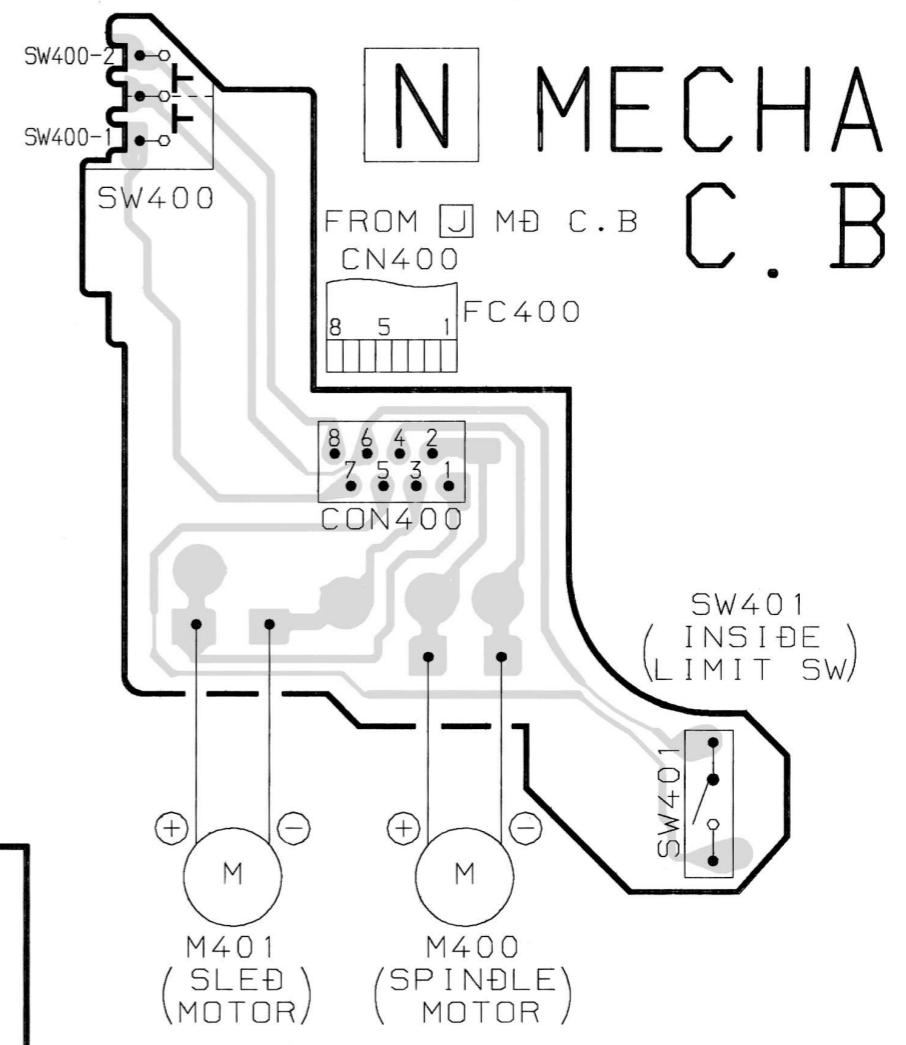 SW400-2
SW400-1
SW400
N MECHA
C.B
FROM J MD C.B
CN400
8 5 1
FC400
8 6 4 2
7 5 3 1
CON400
SW401
(INSIDE
LIMIT SW)
SW401
+ −
M
M401
(SLED
MOTOR)
+ −
M
M400
(SPINDLE
MOTOR)